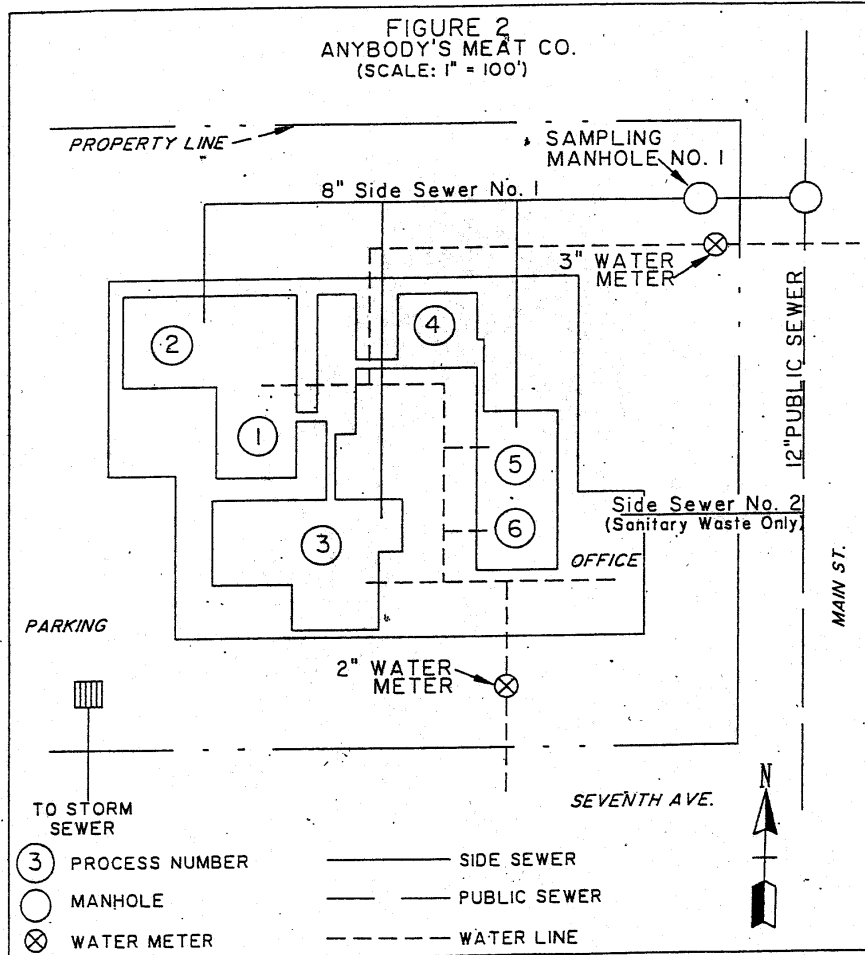 FIGURE 2
ANYBODY'S MEAT CO.
(SCALE: 1" = 100')
PROPERTY LINE
SAMPLING
MANHOLE NO. 1
8" Side Sewer No. 1
3" WATER
METER
12" PUBLIC SEWER
2
4
1
5
6
3
Side Sewer No. 2
(Sanitary Waste Only)
OFFICE
MAIN ST.
PARKING
2" WATER
METER
TO STORM
SEWER
SEVENTH AVE.
N
3 PROCESS NUMBER
SIDE SEWER
MANHOLE
PUBLIC SEWER
WATER METER
WATER LINE